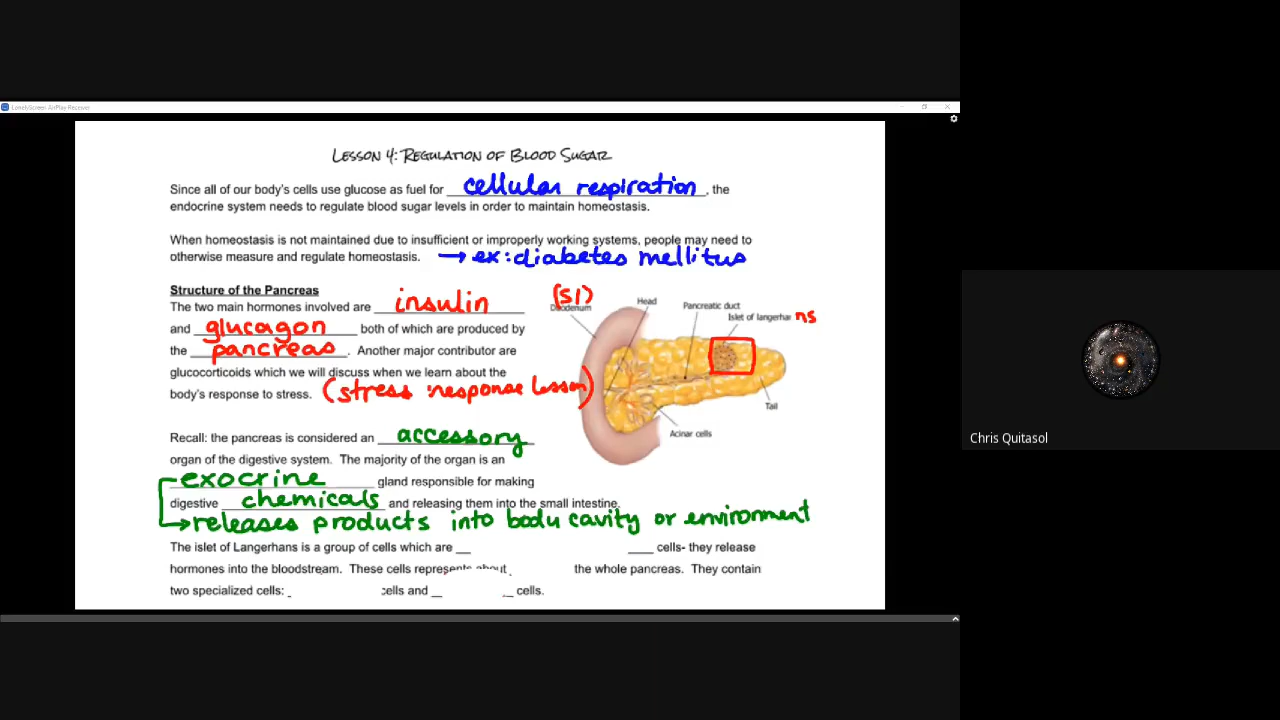 LonelyScreen AirPlay Receiver
LESSON 4: REGULATION OF BLOOD SUGAR
Since all of our body's cells use glucose as fuel for cellular respiration, the
endocrine system needs to regulate blood sugar levels in order to maintain homeostasis.
When homeostasis is not maintained due to insufficient or improperly working systems, people may need to
otherwise measure and regulate homeostasis. → ex: diabetes mellitus
Structure of the Pancreas
The two main hormones involved are insulin
and glucagon both of which are produced by
the pancreas. Another major contributor are
glucocorticoids which we will discuss when we learn about the
body's response to stress. (stress response lesson)
(SI)
Duodenum
Head
Pancreatic duct
Islet of langerhans
Tail
Acinar cells
Recall: the pancreas is considered an accessory
organ of the digestive system. The majority of the organ is an
exocrine gland responsible for making
digestive chemicals and releasing them into the small intestine.
→ releases products into body cavity or environment
The islet of Langerhans is a group of cells which are __ ____ cells- they release
hormones into the bloodstream. These cells represents about the whole pancreas. They contain
two specialized cells: cells and __ __ cells.
Chris Quitasol